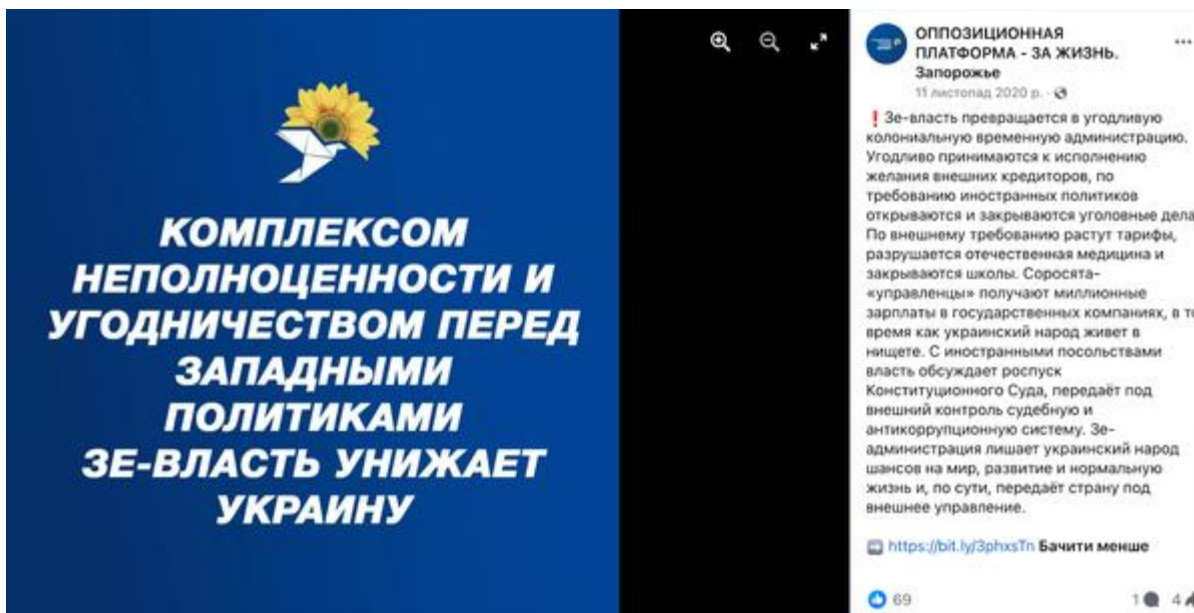 КОМПЛЕКСОМ
НЕПОЛНОЦЕННОСТИ И
УГОДНИЧЕСТВОМ ПЕРЕД
ЗАПАДНЫМИ
ПОЛИТИКАМИ
ЗЕ-ВЛАСТЬ УНИЖАЕТ
УКРАИНУ
ОППОЗИЦИОННАЯ
ПЛАТФОРМА - ЗА ЖИЗНЬ.
Запорожье
11 листопад 2020 р. ·
❗ Зе-власть превращается в угодливую
колониальную временную администрацию.
Угодливо принимаются к исполнению
желания внешних кредиторов, по
требованию иностранных политиков
открываются и закрываются уголовные дела
По внешнему требованию растут тарифы,
разрушается отечественная медицина и
закрываются школы. Соросята-
«управленцы» получают миллионные
зарплаты в государственных компаниях, в т
время как украинский народ живет в
нищете. С иностранными посольствами
власть обсуждает роспуск
Конституционного Суда, передаёт под
внешний контроль судебную и
антикоррупционную систему. Зе-
администрация лишает украинский народ
шансов на мир, развитие и нормальную
жизнь и, по сути, передаёт страну под
внешнее управление.
➡️ https://bit.ly/3phxsTn Бачити менше
69
1 4